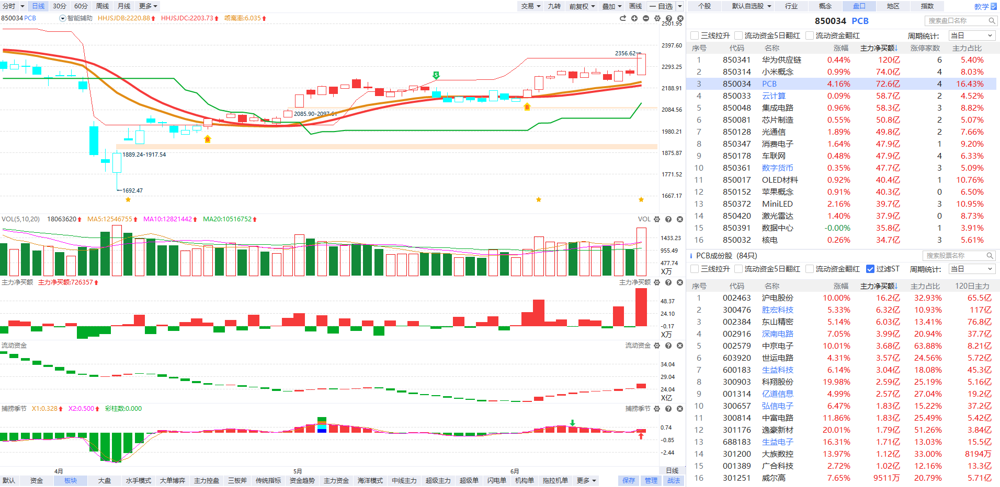 分时 日线 30分 60分 周线 月线 更多 交易 九转 前复权 叠加 画线 一自选
850034 PCB 智能辅助 HHJSJDB:2220.88 HHJSJDC:2203.73 乖离率:6.035
2501.95
2397.60
2293.25
2188.91
2084.56
1980.21
1875.87
1771.52
1667.17
2356.62
S
2085.90-2097.61
B
B
1889.24-1917.54
1692.47
VOL(5,10,20) 18063620 MA5:12546755 MA10:12821442 MA20:10516752 VOL
1433.23
955.49
477.74
X万
主力净买额 主力净买额:726357 主力净买额
48.37
24.10
-0.17
X万
流动资金 流动资金
34.04
29.04
24.04
X亿
捕捞季节 X1:0.328 X2:0.500 彩柱数:0.000 捕捞季节
0.74
-0.85
-2.44
4月 5月 6月 日线
默认 资金 板块 大盘 水手模式 大单博弈 主力控盘 三板斧 传统指标 资金趋势 主力资金 海洋模式 中线主力 超级主力 超级单 闪电单 机构单 拖拉机单 更多 保存 管理 战法
个股 默认自选股 行业 概念 盘口 地区 指数 教学
850034 PCB 搜索盘口名称
三线拉升 流动资金5日翻红 流动资金翻红 周期统计: 当日
序号 代码 名称 涨幅 主力净买额↓ 涨停家数 主力占比
1 850341 华为供应链 0.44% 120亿 6 5.40%
2 850314 小米概念 0.99% 74.0亿 4 8.03%
3 850034 PCB 4.16% 72.6亿 4 16.43%
4 850033 云计算 0.09% 58.7亿 2 4.52%
5 850048 集成电路 0.96% 58.3亿 3 8.82%
6 850081 芯片制造 0.55% 50.8亿 2 5.07%
7 850128 光通信 1.89% 49.8亿 2 7.66%
8 850347 消费电子 1.64% 47.9亿 1 9.20%
9 850178 车联网 0.48% 47.9亿 4 6.33%
10 850361 数字货币 0.35% 47.7亿 3 5.09%
11 850017 OLED材料 0.92% 40.4亿 1 10.76%
12 850152 苹果概念 0.91% 40.3亿 0 6.50%
13 850372 MiniLED 2.16% 39.7亿 3 10.95%
14 850420 激光雷达 1.40% 37.9亿 0 8.73%
15 850391 数据中心 -0.00% 35.8亿 1 3.91%
16 850032 核电 0.26% 34.7亿 3 5.61%
PCB成份股 (84只) 搜索股票名称
三线拉升 流动资金5日翻红 流动资金翻红 过滤ST 周期统计: 当日
序号 代码 名称 涨幅 主力净买额↓ 主力占比 120日主力
1 002463 沪电股份 10.00% 16.2亿 32.93% 65.5亿
2 300476 胜宏科技 5.33% 6.32亿 10.93% 117亿
3 002384 东山精密 5.14% 6.03亿 13.41% 76.8亿
4 002916 深南电路 7.05% 3.99亿 20.94% 37.7亿
5 002579 中京电子 10.01% 3.68亿 63.88% 8.21亿
6 603920 世运电路 4.31% 3.57亿 24.56% 5.72亿
7 600183 生益科技 6.14% 3.04亿 18.08% 45.3亿
8 300903 科翔股份 19.98% 2.59亿 25.19% 5.16亿
9 001314 亿道信息 4.99% 2.57亿 27.04% 19.2亿
10 300657 弘信电子 6.47% 1.83亿 15.22% 37.2亿
11 300814 中富电路 11.86% 1.83亿 25.49% 5.42亿
12 301176 逸豪新材 20.01% 1.79亿 51.26% 3.84亿
13 688183 生益电子 16.31% 1.71亿 13.03% 15.5亿
14 301200 大族数控 13.97% 1.12亿 33.00% 8194万
15 001389 广合科技 2.72% 1.02亿 12.16% 13.3亿
16 301251 威尔高 7.65% 9511万 20.79% 5.71亿